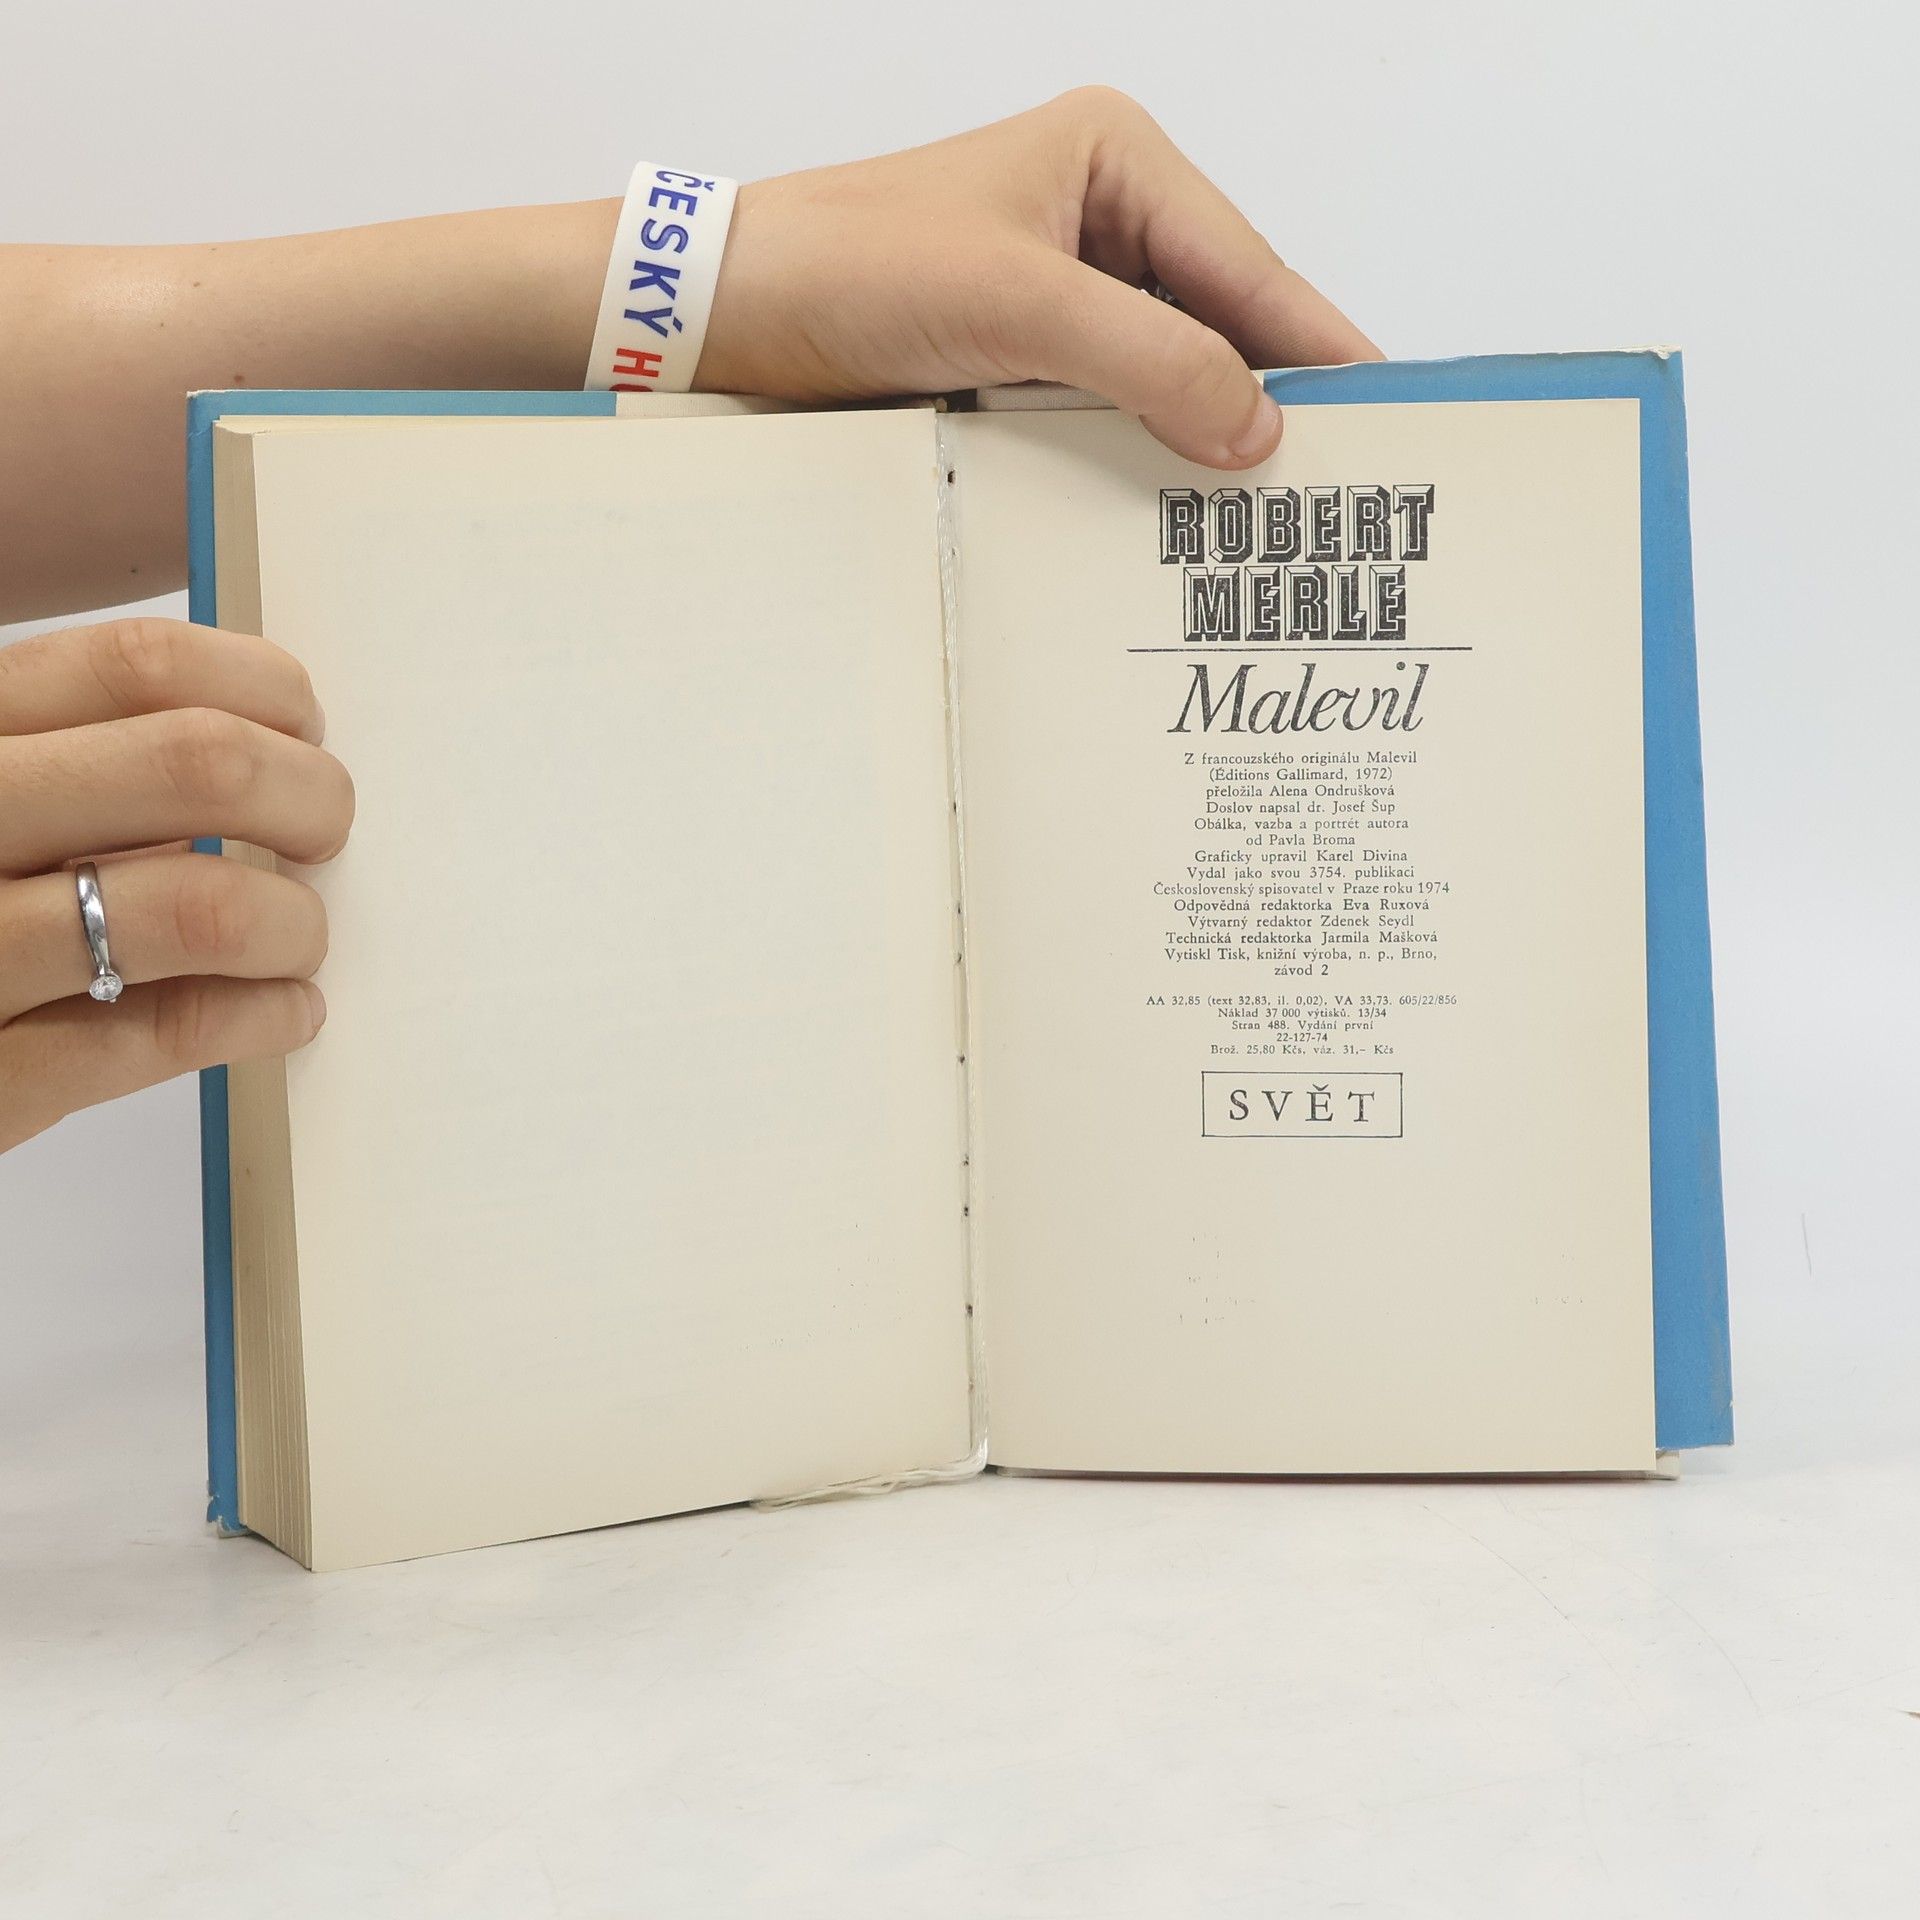 ČESKÝ
ROBERT
MERLE
Malevil
Z francouzského originálu Malevil
(Éditions Gallimard, 1972)
přeložila Alena Ondrušková
Doslov napsal dr. Josef Šup
Obálka, vazba a portrét autora
od Pavla Broma
Graficky upravil Karel Divina
Vydal jako svou 3754. publikaci
Československý spisovatel v Praze roku 1974
Odpovědná redaktorka Eva Ruxová
Výtvarný redaktor Zdenek Seydl
Technická redaktorka Jarmila Mašková
Vytiskl Tisk, knižní výroba, n. p., Brno,
závod 2
AA 32,85 (text 32,83, il. 0,02), VA 33,73. 605/22/856
Náklad 37 000 výtisků. 13/34
Stran 488. Vydání první
22-127-74
Brož. 25,80 Kčs, váz. 31,– Kčs
SVĚT